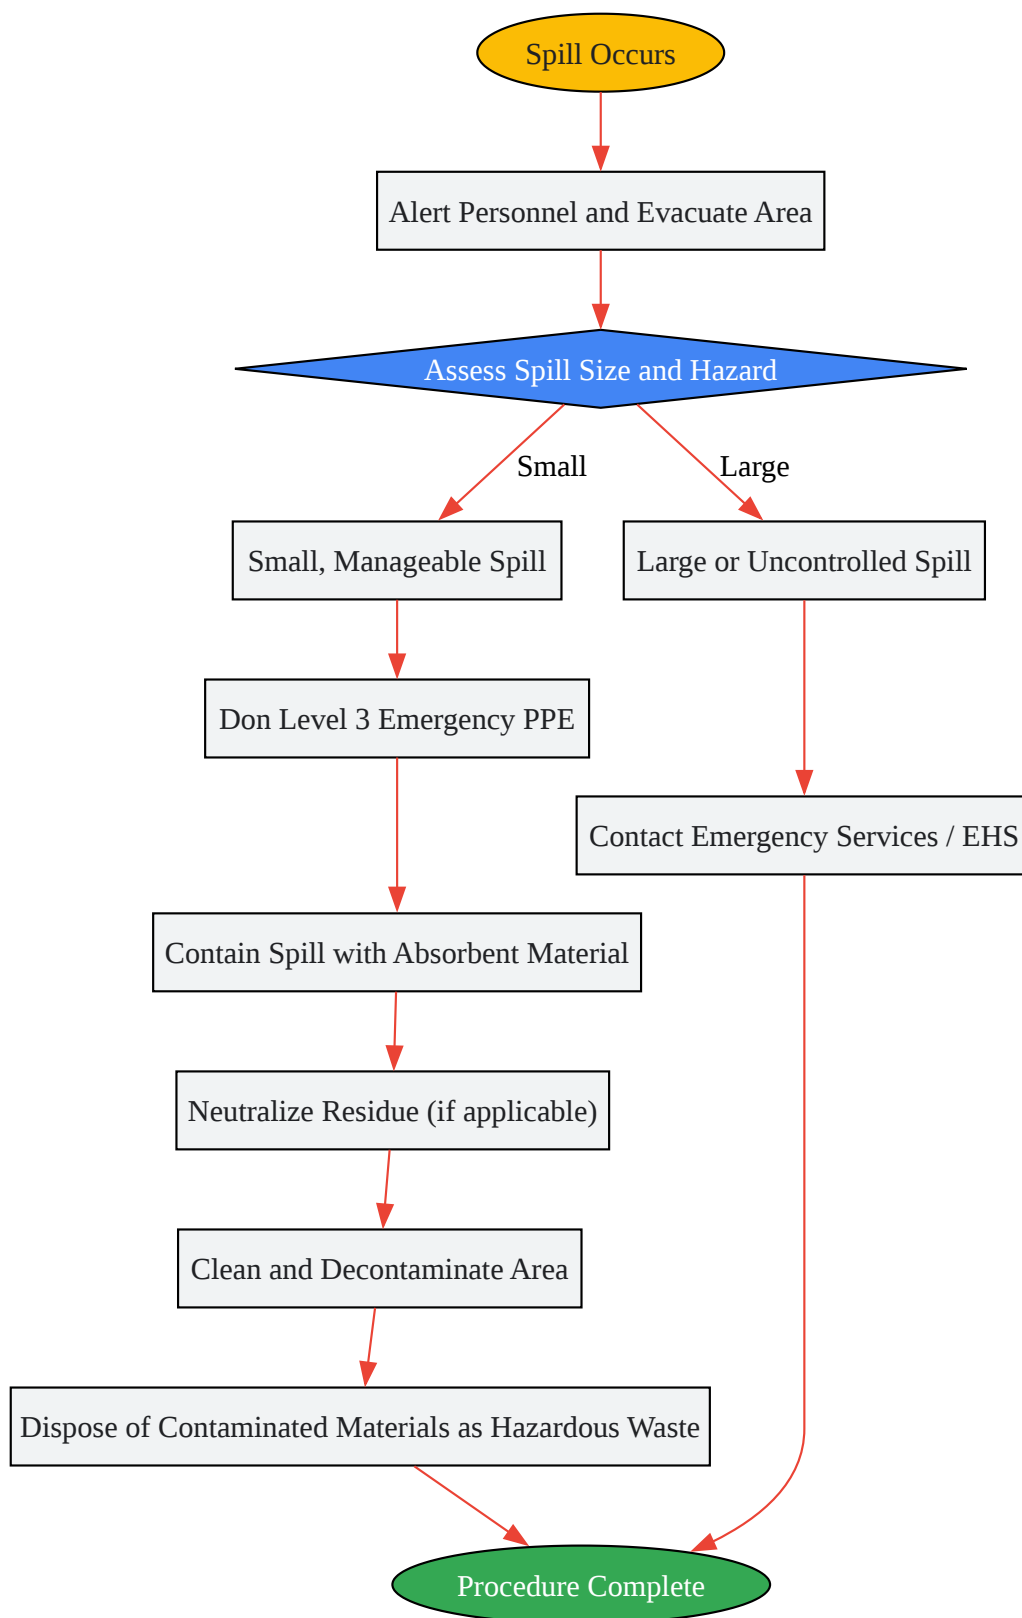 Spill Occurs
Alert Personnel and Evacuate Area
Assess Spill Size and Hazard
Small
Large
Small, Manageable Spill
Large or Uncontrolled Spill
Don Level 3 Emergency PPE
Contact Emergency Services / EHS
Contain Spill with Absorbent Material
Neutralize Residue (if applicable)
Clean and Decontaminate Area
Dispose of Contaminated Materials as Hazardous Waste
Procedure Complete